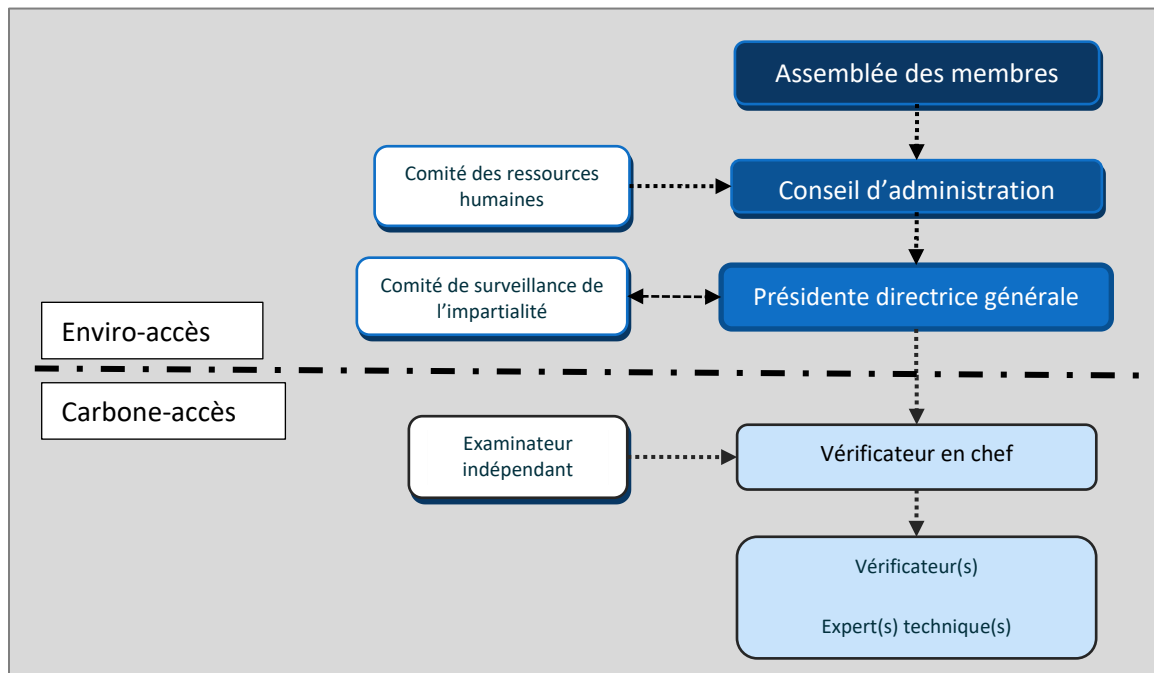 Assemblée des membres
Comité des ressources
humaines
Conseil d’administration
Comité de surveillance de
l’impartialité
Présidente directrice générale
Enviro-accès
Carbone-accès
Examinateur
indépendant
Vérificateur en chef
Vérificateur(s)
Expert(s) technique(s)